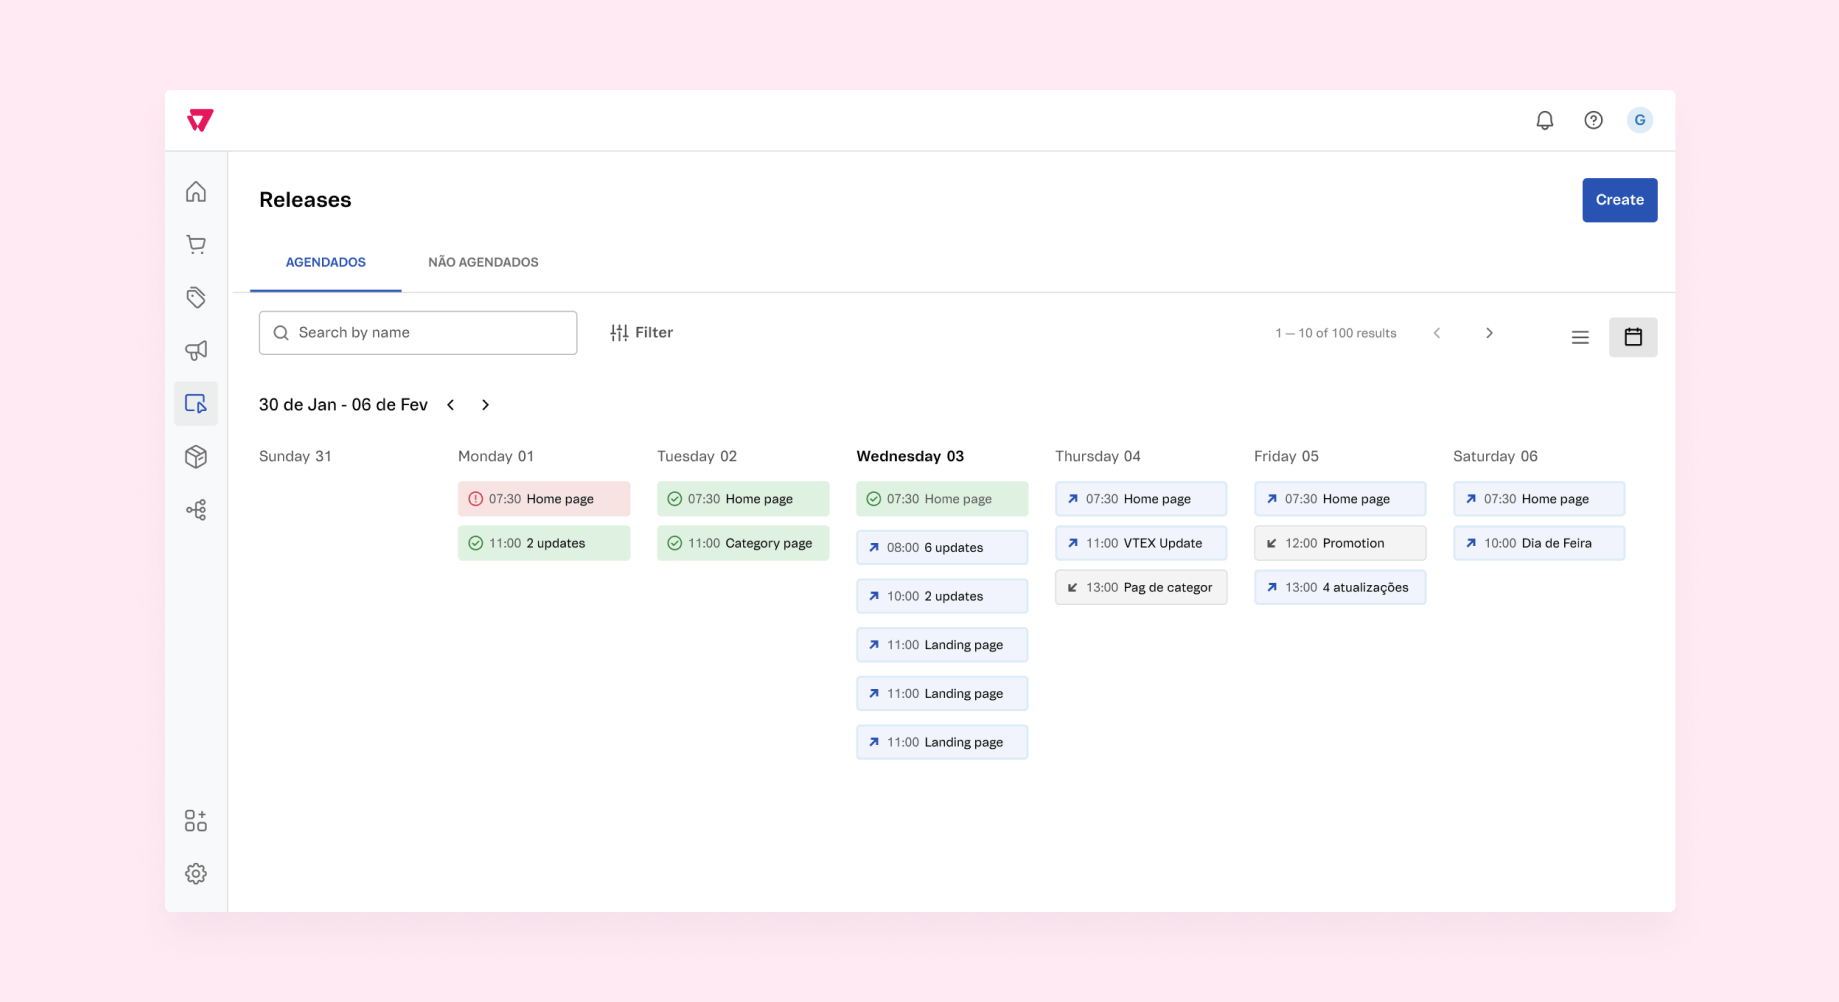 G
Releases
Create
AGENDADOS
NÃO AGENDADOS
Search by name
Filter
1 — 10 of 100 results
30 de Jan - 06 de Fev
Sunday 31
Monday 01
07:30 Home page
11:00 2 updates
Tuesday 02
07:30 Home page
11:00 Category page
Wednesday 03
07:30 Home page
08:00 6 updates
10:00 2 updates
11:00 Landing page
11:00 Landing page
11:00 Landing page
Thursday 04
07:30 Home page
11:00 VTEX Update
13:00 Pag de categor
Friday 05
07:30 Home page
12:00 Promotion
13:00 4 atualizações
Saturday 06
07:30 Home page
10:00 Dia de Feira